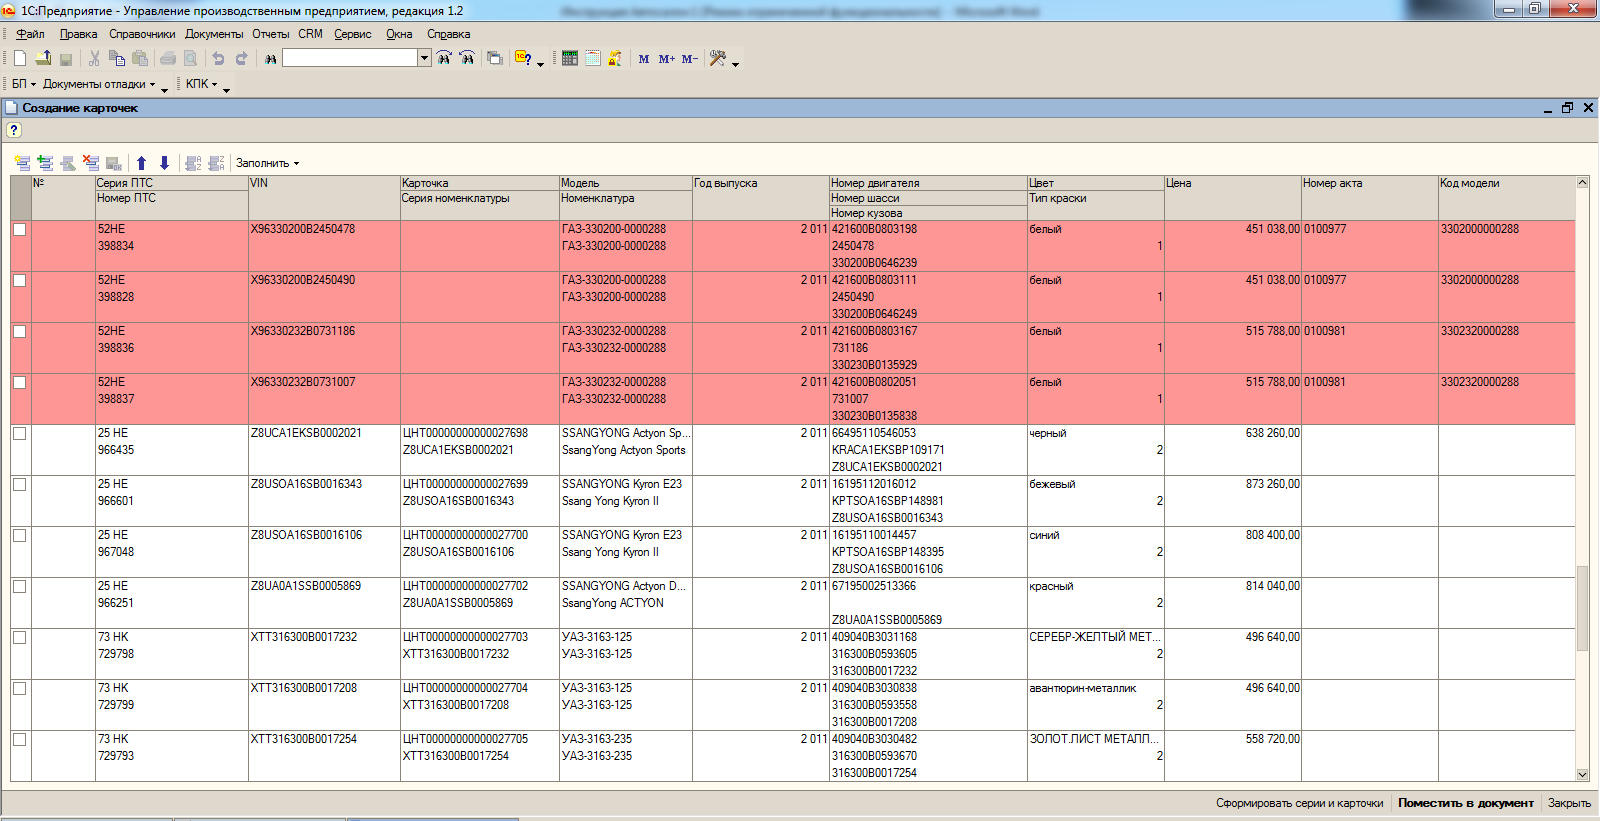 1С:Предприятие - Управление производственным предприятием, редакция 1.2
Файл Правка Справочники Документы Отчеты CRM Сервис Окна Справка
M M+ M-
БП Документы отладки КПК
Создание карточек
?
Заполнить
№ Серия ПТС VIN Карточка Модель Год выпуска Номер двигателя Цвет Цена Номер акта Код модели
Номер ПТС Серия номенклатуры Номенклатура Номер шасси Тип краски
Номер кузова
52НЕ X96330200B2450478 ГАЗ-330200-0000288 2 011 421600B0803198 белый 451 038,00 0100977 3302000000288
398834 ГАЗ-330200-0000288 2450478 1
330200B0646239
52НЕ X96330200B2450490 ГАЗ-330200-0000288 2 011 421600B0803111 белый 451 038,00 0100977 3302000000288
398828 ГАЗ-330200-0000288 2450490 1
330200B0646249
52НЕ X96330232B0731186 ГАЗ-330232-0000288 2 011 421600B0803167 белый 515 788,00 0100981 3302320000288
398836 ГАЗ-330232-0000288 731186 1
330230B0135929
52НЕ X96330232B0731007 ГАЗ-330232-0000288 2 011 421600B0802051 белый 515 788,00 0100981 3302320000288
398837 ГАЗ-330232-0000288 731007 1
330230B0135838
25 НЕ Z8UCA1EKSB0002021 ЦНТ00000000000027698 SSANGYONG Actyon Sp... 2 011 66495110546053 черный 638 260,00
966435 Z8UCA1EKSB0002021 SsangYong Actyon Sports KRACA1EKSBP109171 2
Z8UCA1EKSB0002021
25 НЕ Z8USOA16SB0016343 ЦНТ00000000000027699 SSANGYONG Kyron E23 2 011 16195112016012 бежевый 873 260,00
966601 Z8USOA16SB0016343 Ssang Yong Kyron II KPTSOA16SBP148981 2
Z8USOA16SB0016343
25 НЕ Z8USOA16SB0016106 ЦНТ00000000000027700 SSANGYONG Kyron E23 2 011 16195110014457 синий 808 400,00
967048 Z8USOA16SB0016106 Ssang Yong Kyron II KPTSOA16SBP148395 2
Z8USOA16SB0016106
25 НЕ Z8UA0A1SSB0005869 ЦНТ00000000000027702 SSANGYONG Actyon D... 2 011 67195002513366 красный 814 040,00
966251 Z8UA0A1SSB0005869 SsangYong ACTYON 2
Z8UA0A1SSB0005869
73 НК XTT316300B0017232 ЦНТ00000000000027703 УАЗ-3163-125 2 011 409040B3031168 СЕРЕБР-ЖЕЛТЫЙ МЕТ... 496 640,00
729798 XTT316300B0017232 УАЗ-3163-125 316300B0593605 2
316300B0017232
73 НК XTT316300B0017208 ЦНТ00000000000027704 УАЗ-3163-125 2 011 409040B3030838 авантюрин-металлик 496 640,00
729799 XTT316300B0017208 УАЗ-3163-125 316300B0593558 2
316300B0017208
73 НК XTT316300B0017254 ЦНТ00000000000027705 УАЗ-3163-235 2 011 409040B3030482 ЗОЛОТ.ЛИСТ МЕТАЛЛ... 558 720,00
729793 XTT316300B0017254 УАЗ-3163-235 316300B0593670 2
316300B0017254
Сформировать серии и карточки Поместить в документ Закрыть